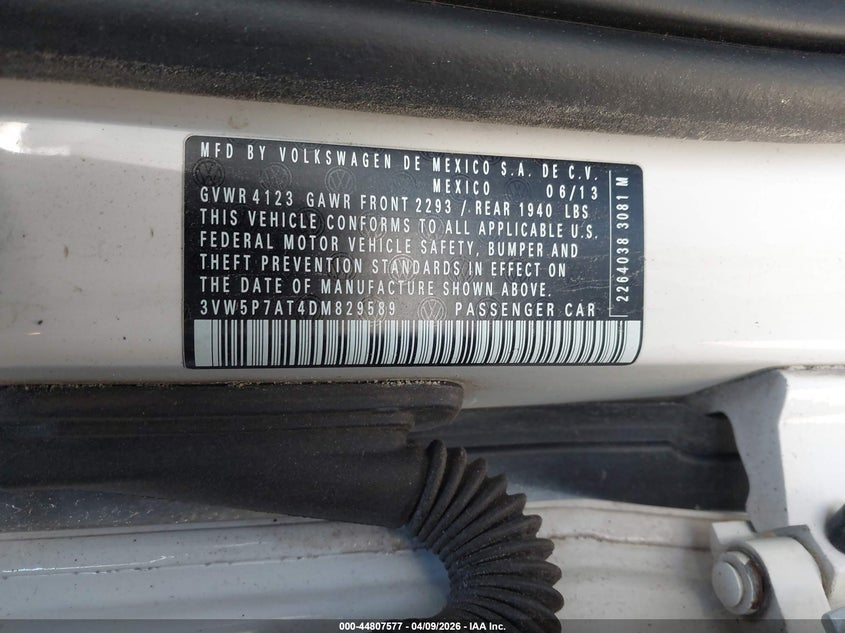 MFD BY VOLKSWAGEN DE MEXICO S.A. DE C.V.
MEXICO 06/13
GVWR 4123 GAWR FRONT 2293 / REAR 1940 LBS
THIS VEHICLE CONFORMS TO ALL APPLICABLE U.S.
FEDERAL MOTOR VEHICLE SAFETY, BUMPER AND
THEFT PREVENTION STANDARDS IN EFFECT ON
THE DATE OF MANUFACTURE SHOWN ABOVE.
3VW5P7AT4DM829589 PASSENGER CAR
2264038 3081 M
000-44807577 - 04/09/2026 - IAA Inc.